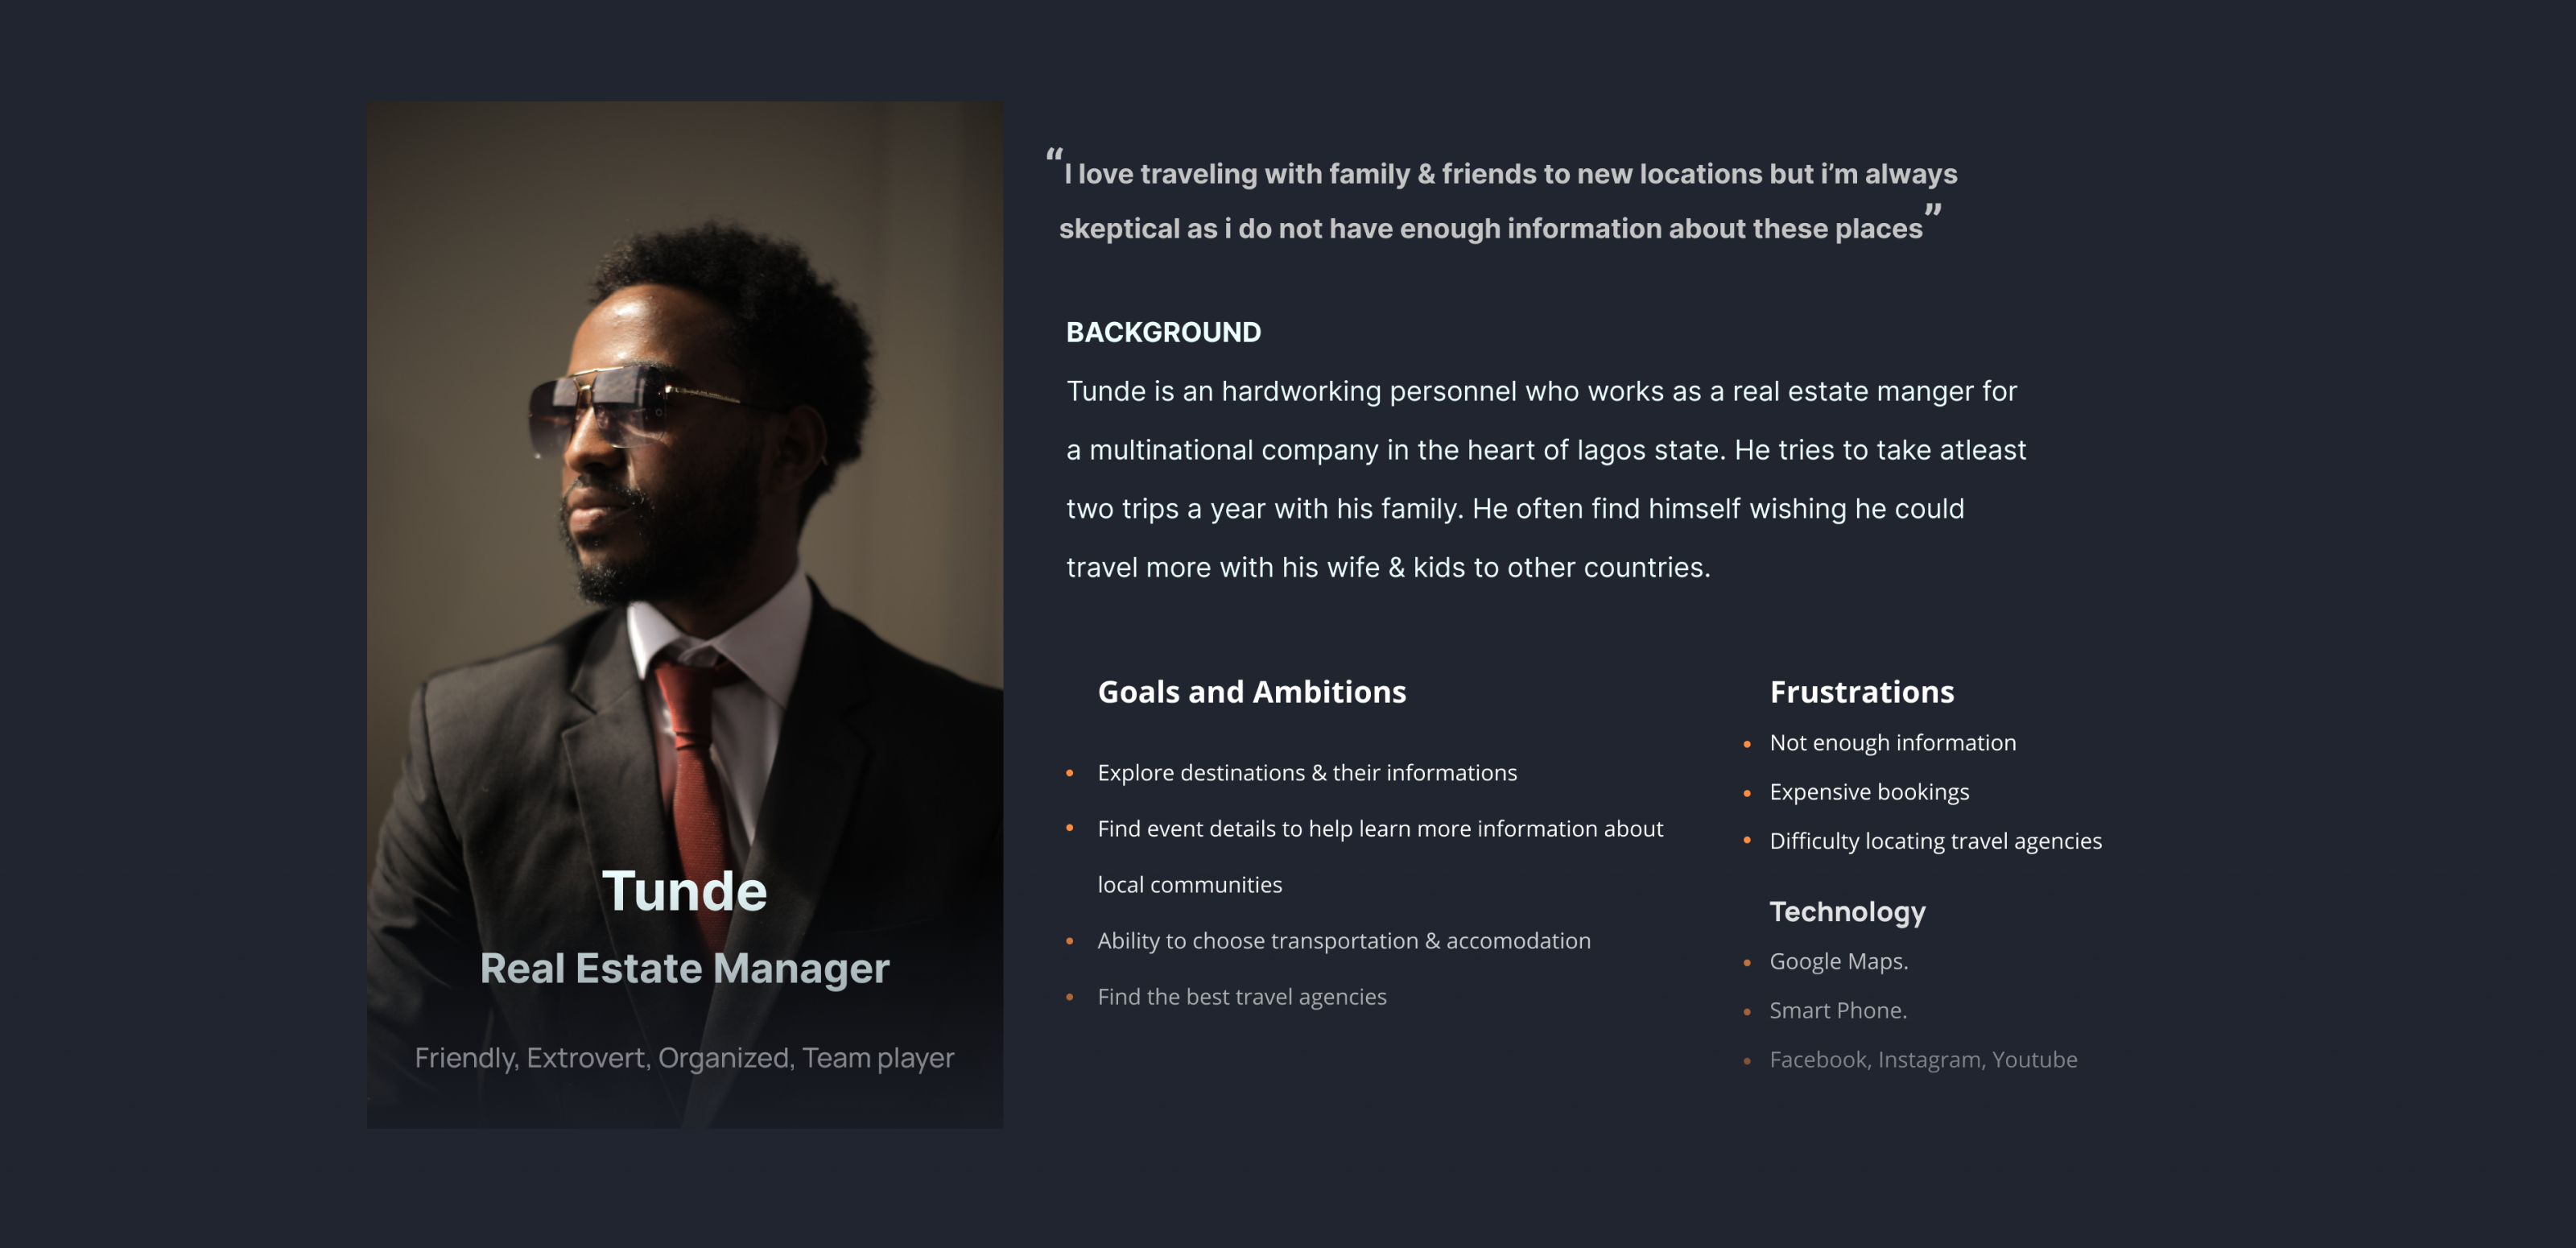 “I love traveling with family & friends to new locations but i’m always
skeptical as i do not have enough information about these places”
BACKGROUND
Tunde is an hardworking personnel who works as a real estate manger for
a multinational company in the heart of lagos state. He tries to take atleast
two trips a year with his family. He often find himself wishing he could
travel more with his wife & kids to other countries.
Tunde
Real Estate Manager
Friendly, Extrovert, Organized, Team player
Goals and Ambitions
Explore destinations & their informations
Find event details to help learn more information about
local communities
Ability to choose transportation & accomodation
Find the best travel agencies
Frustrations
Not enough information
Expensive bookings
Difficulty locating travel agencies
Technology
Google Maps.
Smart Phone.
Facebook, Instagram, Youtube